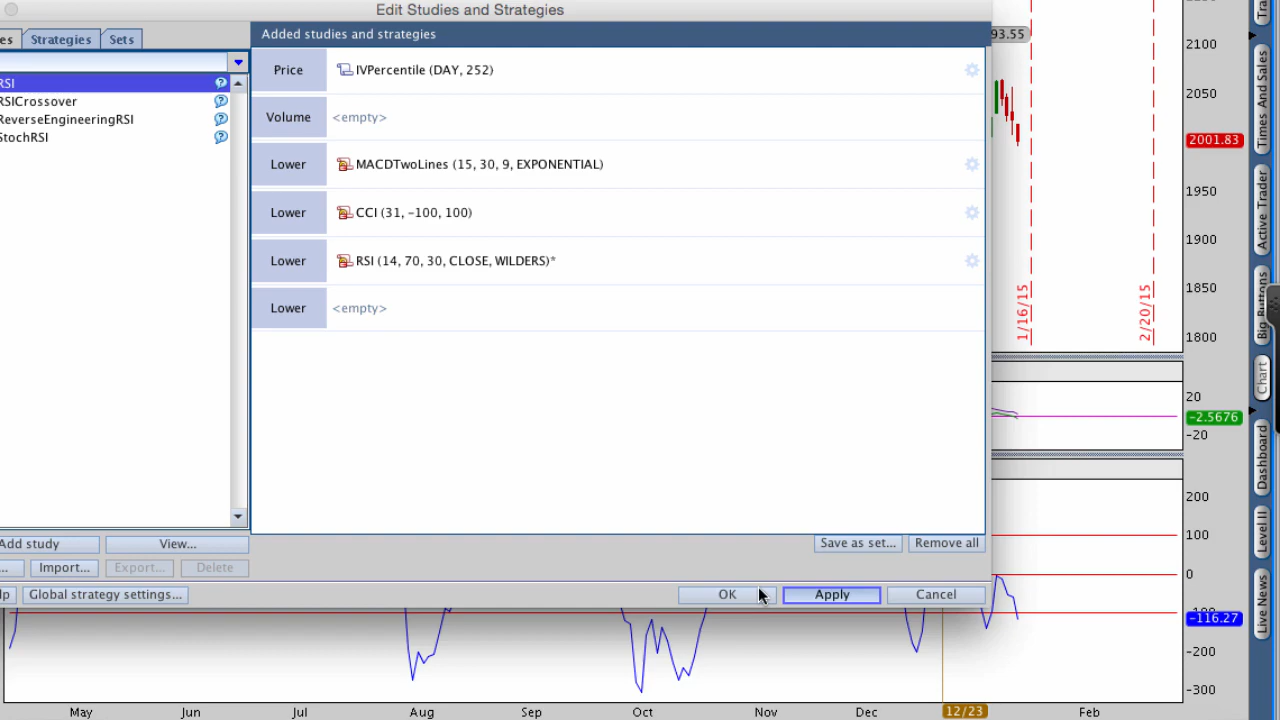 Edit Studies and Strategies
es
Strategies
Sets
Added studies and strategies
RSI
RSICrossover
ReverseEngineeringRSI
StochRSI
Price
IVPercentile (DAY, 252)
Volume
<empty>
Lower
MACDTwoLines (15, 30, 9, EXPONENTIAL)
Lower
CCI (31, -100, 100)
Lower
RSI (14, 70, 30, CLOSE, WILDERS)*
Lower
<empty>
Add study
View...
Save as set...
Remove all
...
Import...
Export...
Delete
lp
Global strategy settings...
OK
Apply
Cancel
93.55
2100
2050
2001.83
1950
1900
1850
1800
1/16/15
2/20/15
20
-2.5676
-20
200
100
0
-116.27
-200
-300
May
Jun
Jul
Aug
Sep
Oct
Nov
Dec
12/23
Feb
Tra
Times And Sales
Active Trader
Big Buttons
Chart
Dashboard
Level II
Live News